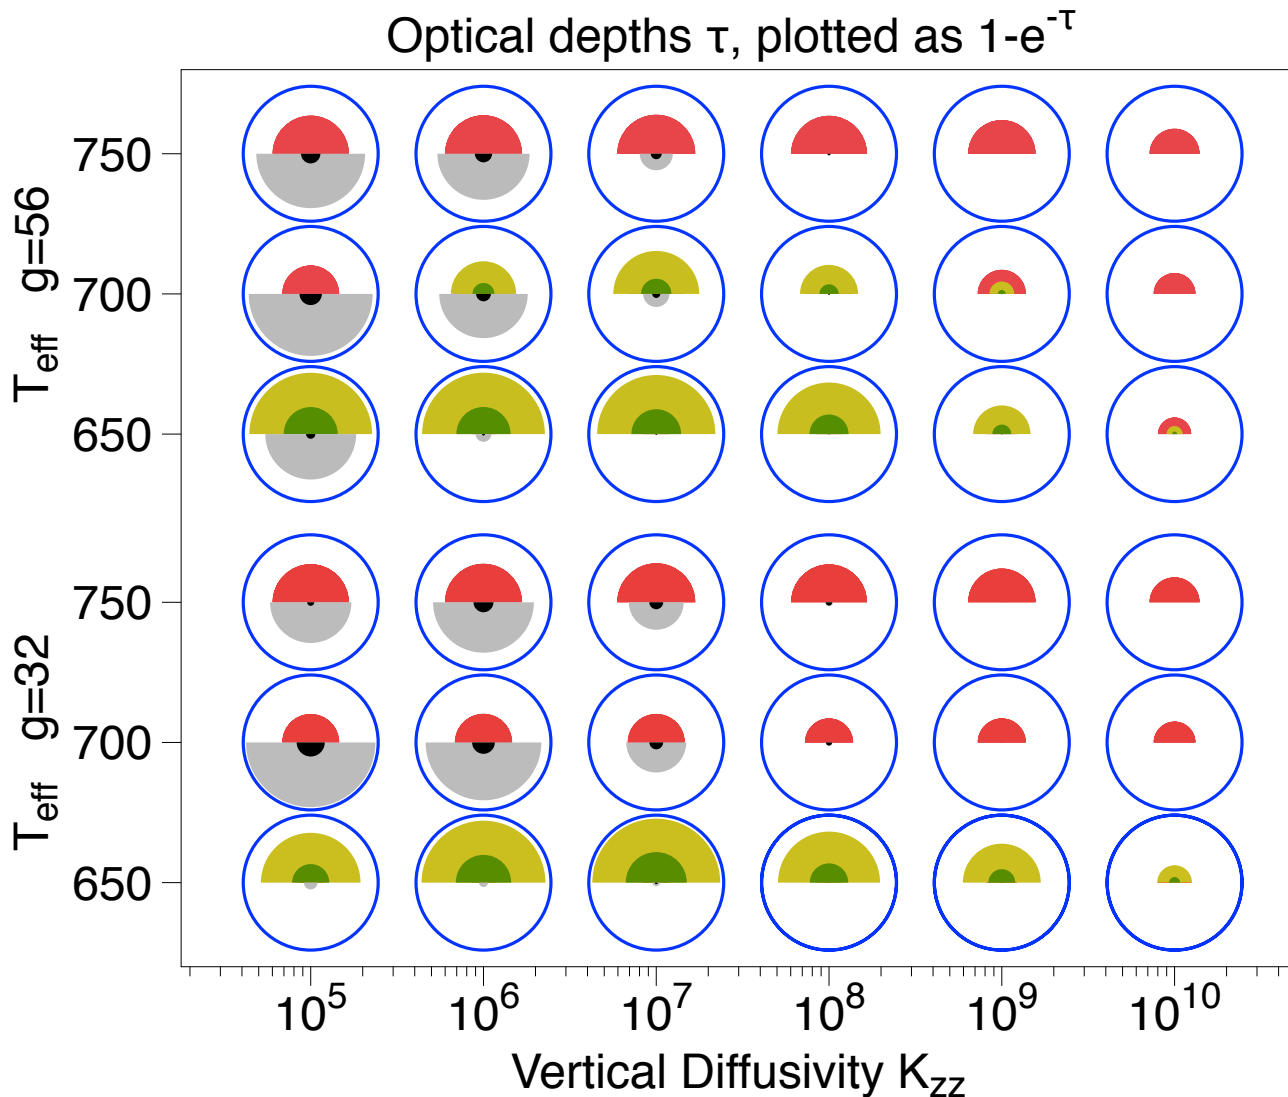 Optical depths τ, plotted as 1-e^-τ
T_eff g=56
750
700
650
T_eff g=32
750
700
650
10^5 10^6 10^7 10^8 10^9 10^10
Vertical Diffusivity K_zz